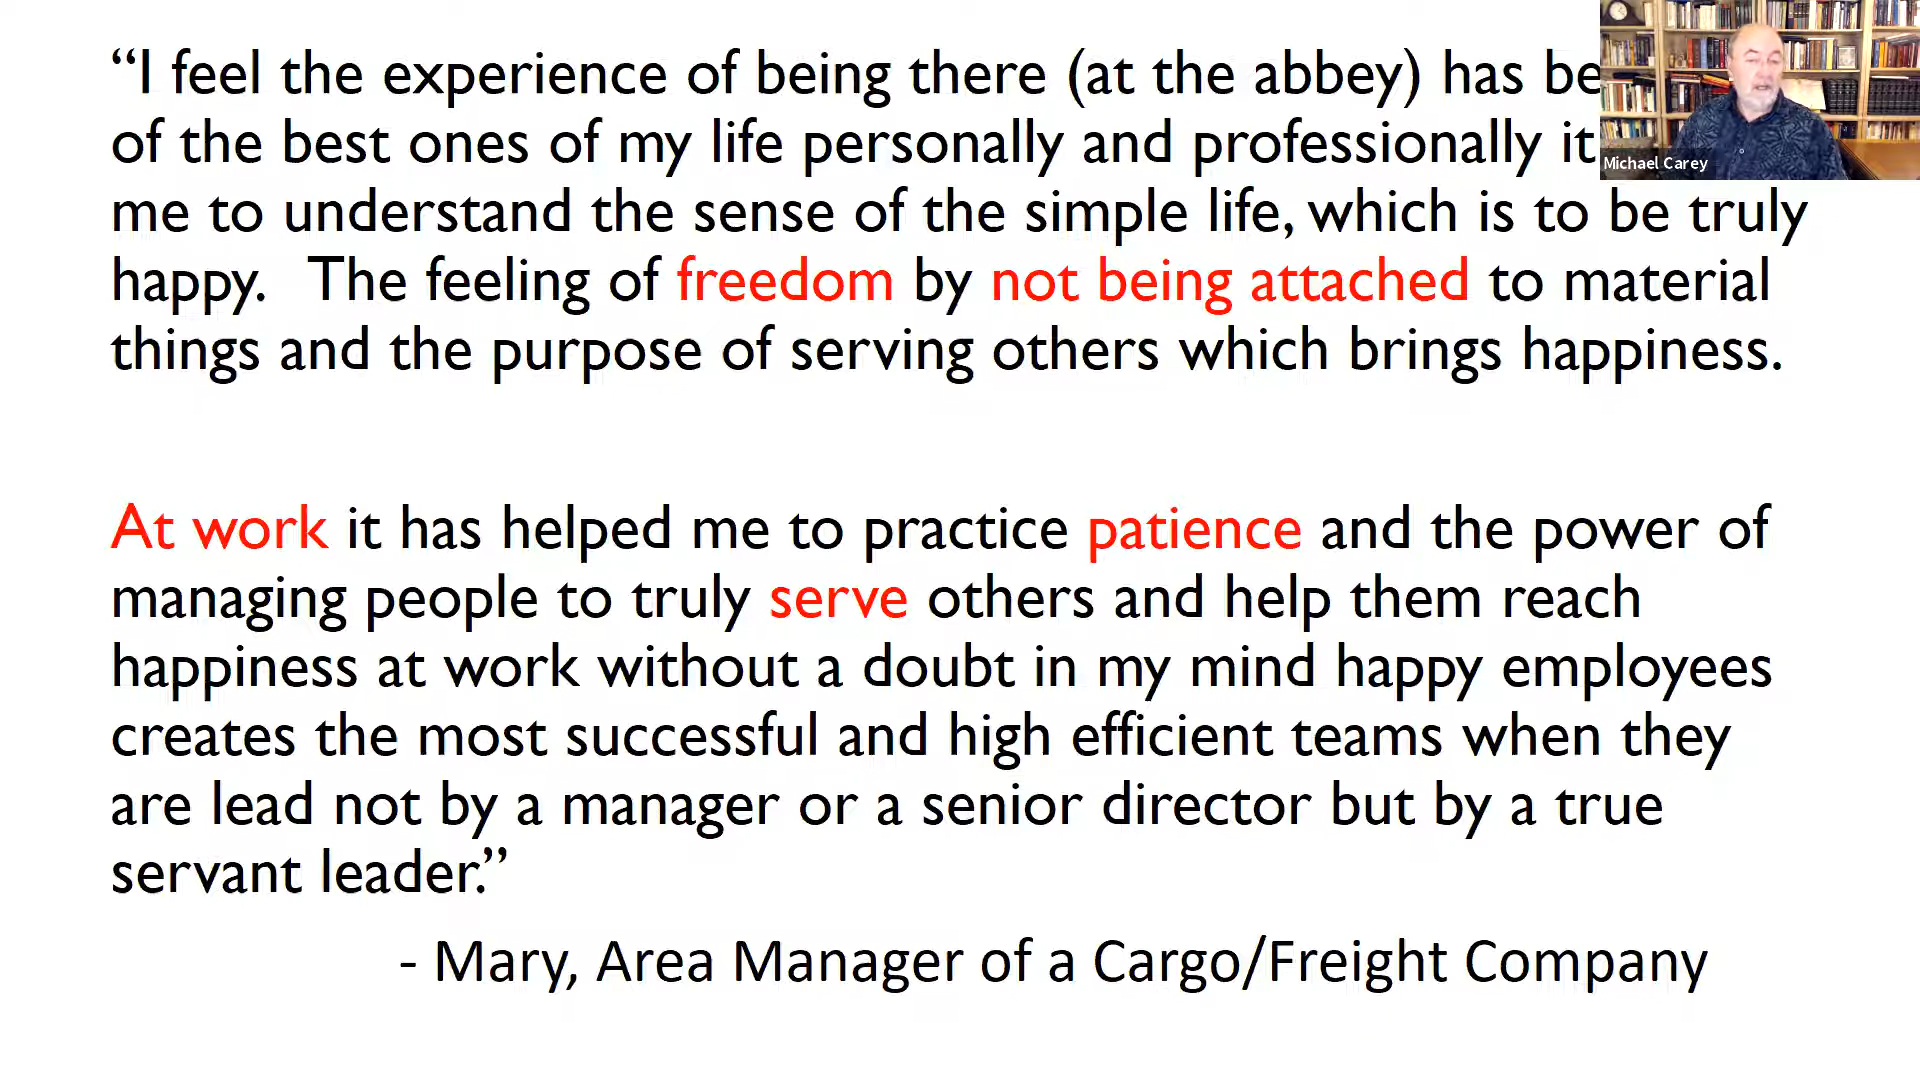 “I feel the experience of being there (at the abbey) has be
of the best ones of my life personally and professionally it
me to understand the sense of the simple life, which is to be truly
happy. The feeling of freedom by not being attached to material
things and the purpose of serving others which brings happiness.
At work it has helped me to practice patience and the power of
managing people to truly serve others and help them reach
happiness at work without a doubt in my mind happy employees
creates the most successful and high efficient teams when they
are lead not by a manager or a senior director but by a true
servant leader.”
- Mary, Area Manager of a Cargo/Freight Company
Michael Carey